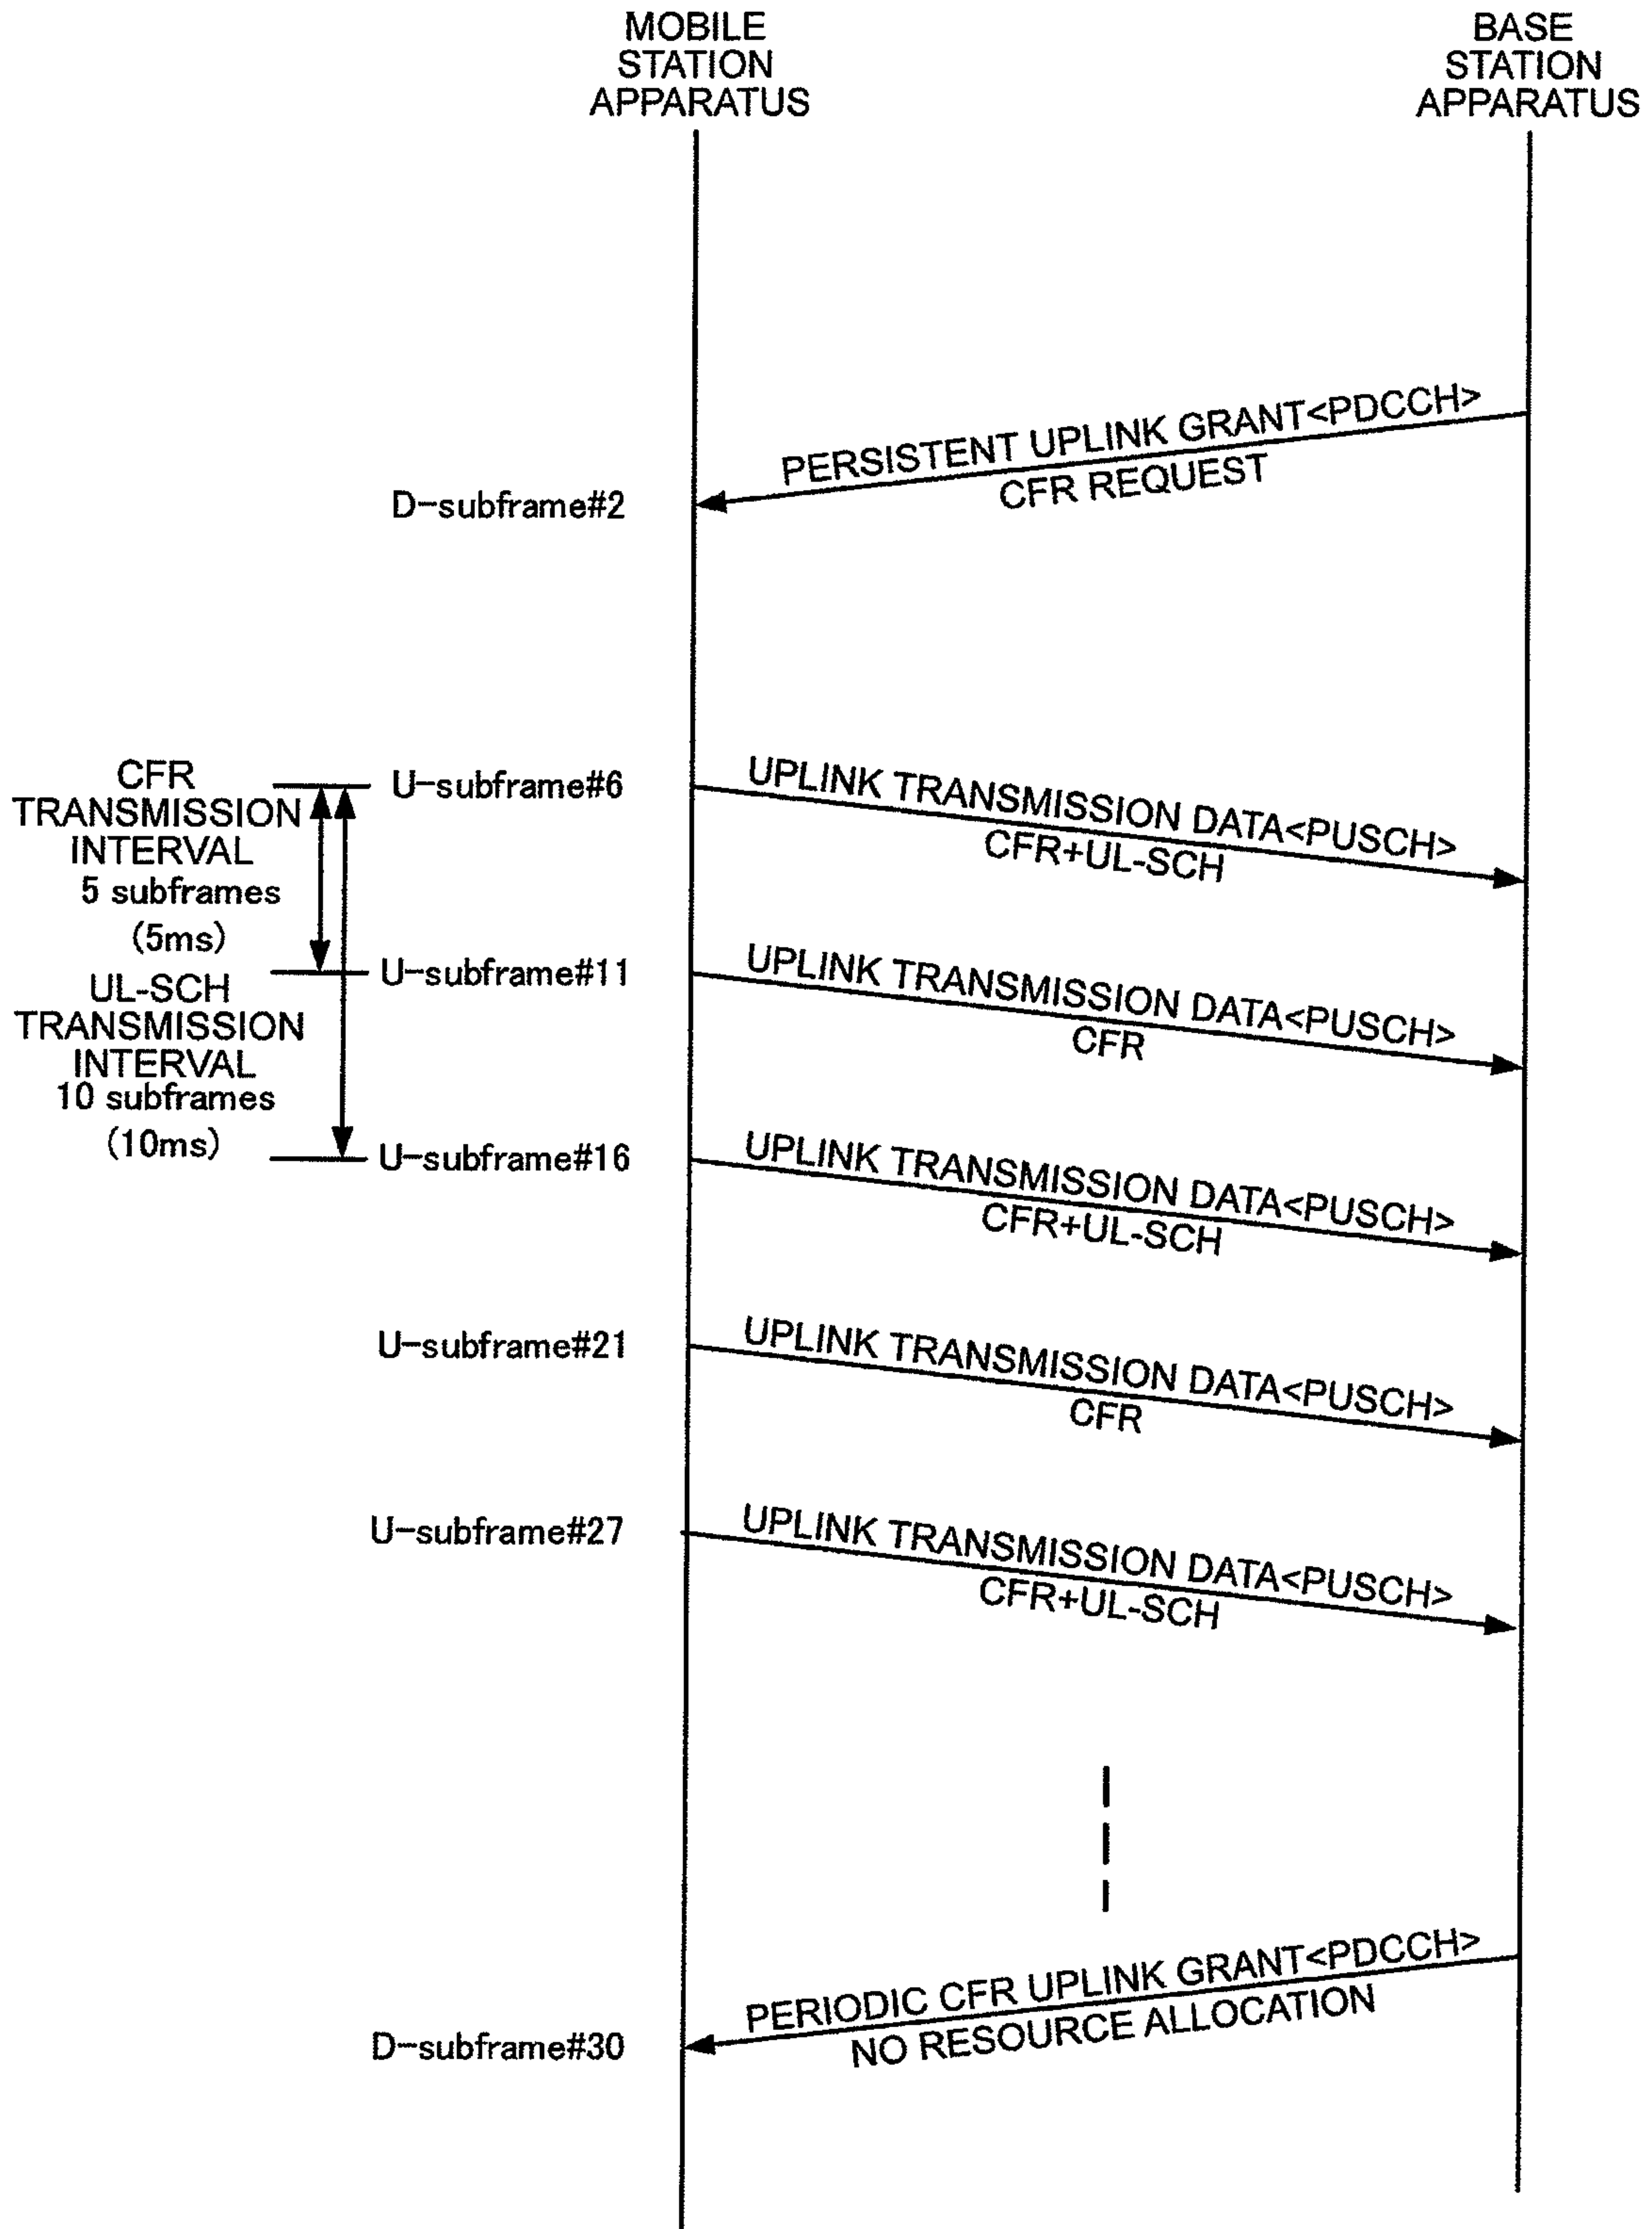 MOBILE
STATION
APPARATUS
BASE
STATION
APPARATUS
PERSISTENT UPLINK GRANT<PDCCH>
CFR REQUEST
D-subframe#2
CFR
TRANSMISSION
INTERVAL
5 subframes
(5ms)
UL-SCH
TRANSMISSION
INTERVAL
10 subframes
(10ms)
U-subframe#6
UPLINK TRANSMISSION DATA<PUSCH>
CFR+UL-SCH
U-subframe#11
UPLINK TRANSMISSION DATA<PUSCH>
CFR
U-subframe#16
UPLINK TRANSMISSION DATA<PUSCH>
CFR+UL-SCH
U-subframe#21
UPLINK TRANSMISSION DATA<PUSCH>
CFR
U-subframe#27
UPLINK TRANSMISSION DATA<PUSCH>
CFR+UL-SCH
PERIODIC CFR UPLINK GRANT<PDCCH>
NO RESOURCE ALLOCATION
D-subframe#30